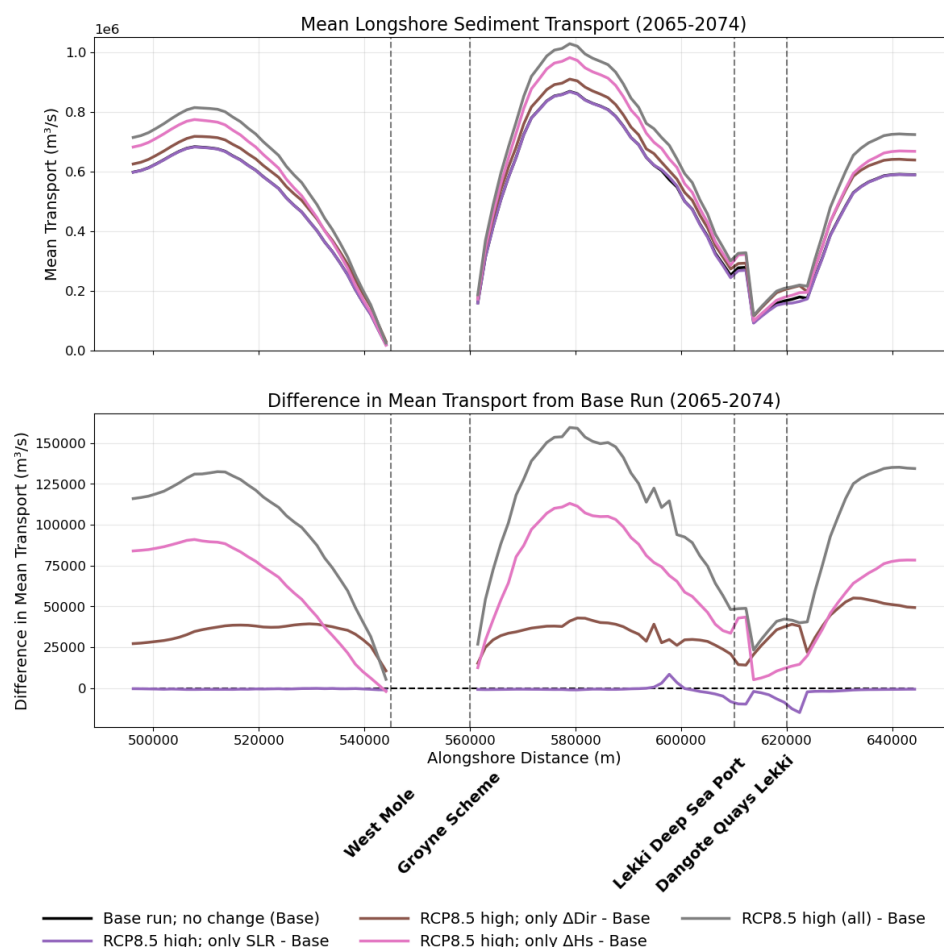 Mean Longshore Sediment Transport (2065-2074)
1e6
1.0
0.8
0.6
0.4
0.2
0.0
Mean Transport (m³/s)
Difference in Mean Transport from Base Run (2065-2074)
150000
125000
100000
75000
50000
25000
0
Difference in Mean Transport (m³/s)
500000 520000 540000 560000 580000 600000 620000 640000
Alongshore Distance (m)
West Mole
Groyne Scheme
Lekki Deep Sea Port
Dangote Quays Lekki
Base run; no change (Base)
RCP8.5 high; only SLR - Base
RCP8.5 high; only ΔDir - Base
RCP8.5 high; only ΔHs - Base
RCP8.5 high (all) - Base